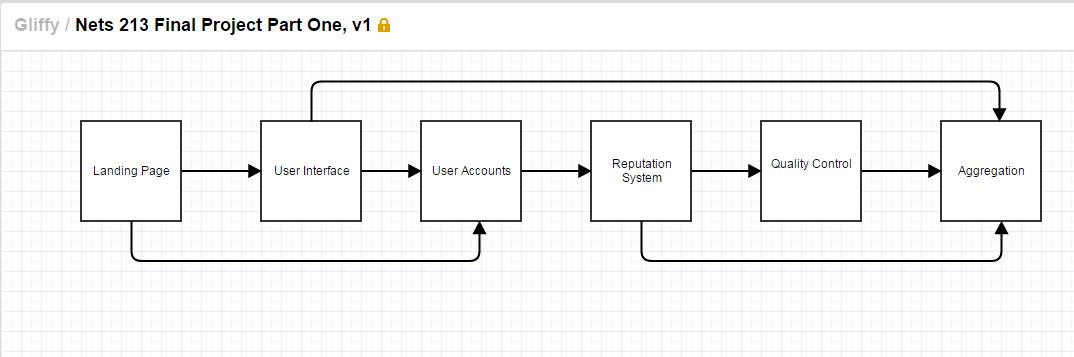 Gliffy / Nets 213 Final Project Part One, v1
Landing Page
User Interface
User Accounts
Reputation
System
Quality Control
Aggregation